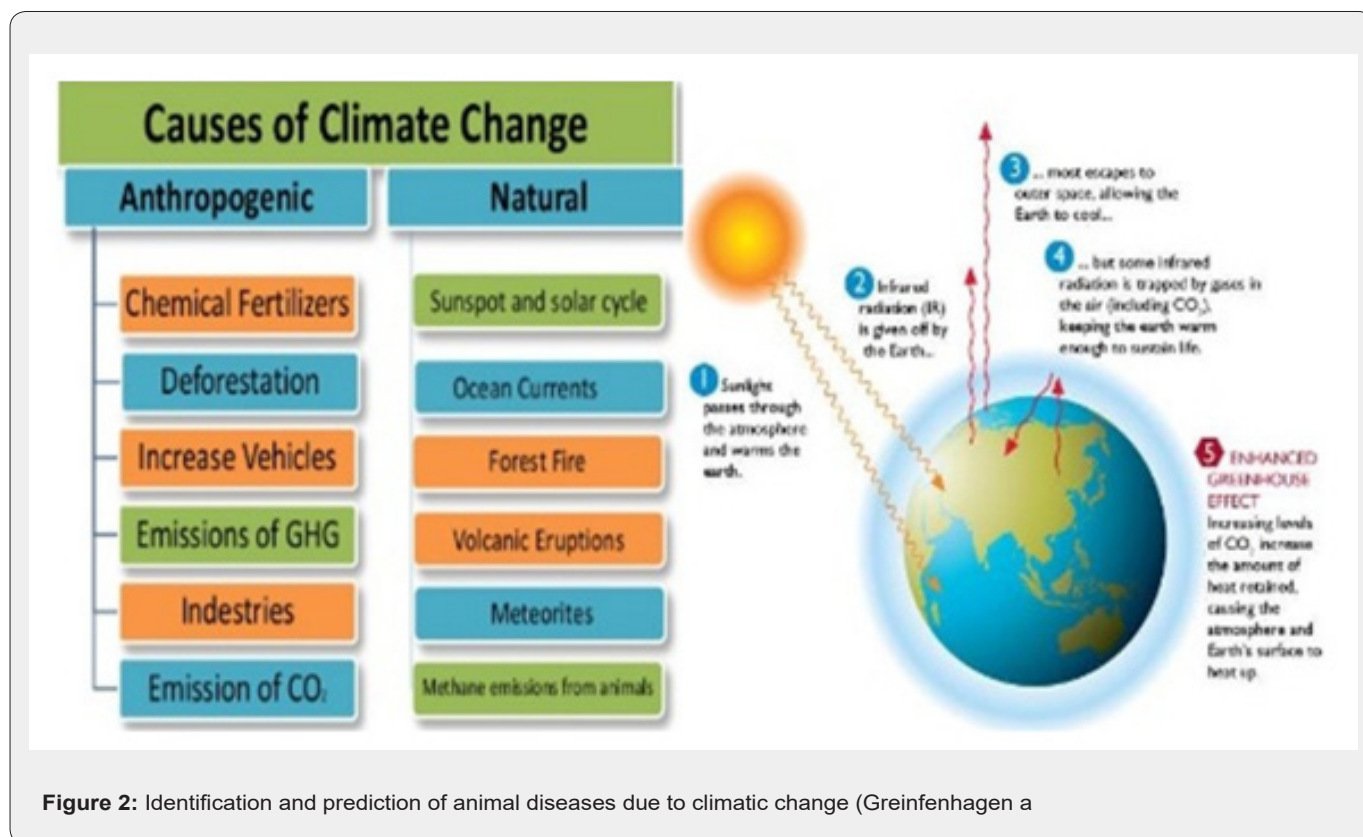 Causes of Climate Change
Anthropogenic
Chemical Fertilizers
Deforestation
Increase Vehicles
Emissions of GHG
Indestries
Emission of CO₂
Natural
Sunspot and solar cycle
Ocean Currents
Forest Fire
Volcanic Eruptions
Meteorites
Methane emissions from animals
1 Sunlight
passes through
the atmosphere
and warms the
earth.
2 Infrared
radiation (IR)
is given off by
the Earth...
3 ... most escapes to
outer space, allowing the
Earth to cool...
4 ... but some infrared
radiation is trapped by gases in
the air (including CO₂),
keeping the earth warm
enough to sustain life.
5 ENHANCED
GREENHOUSE
EFFECT
Increasing levels
of CO₂ increase
the amount of
heat retained,
causing the
atmosphere and
Earth's surface to
heat up.
Figure 2: Identification and prediction of animal diseases due to climatic change (Greinfenhagen a